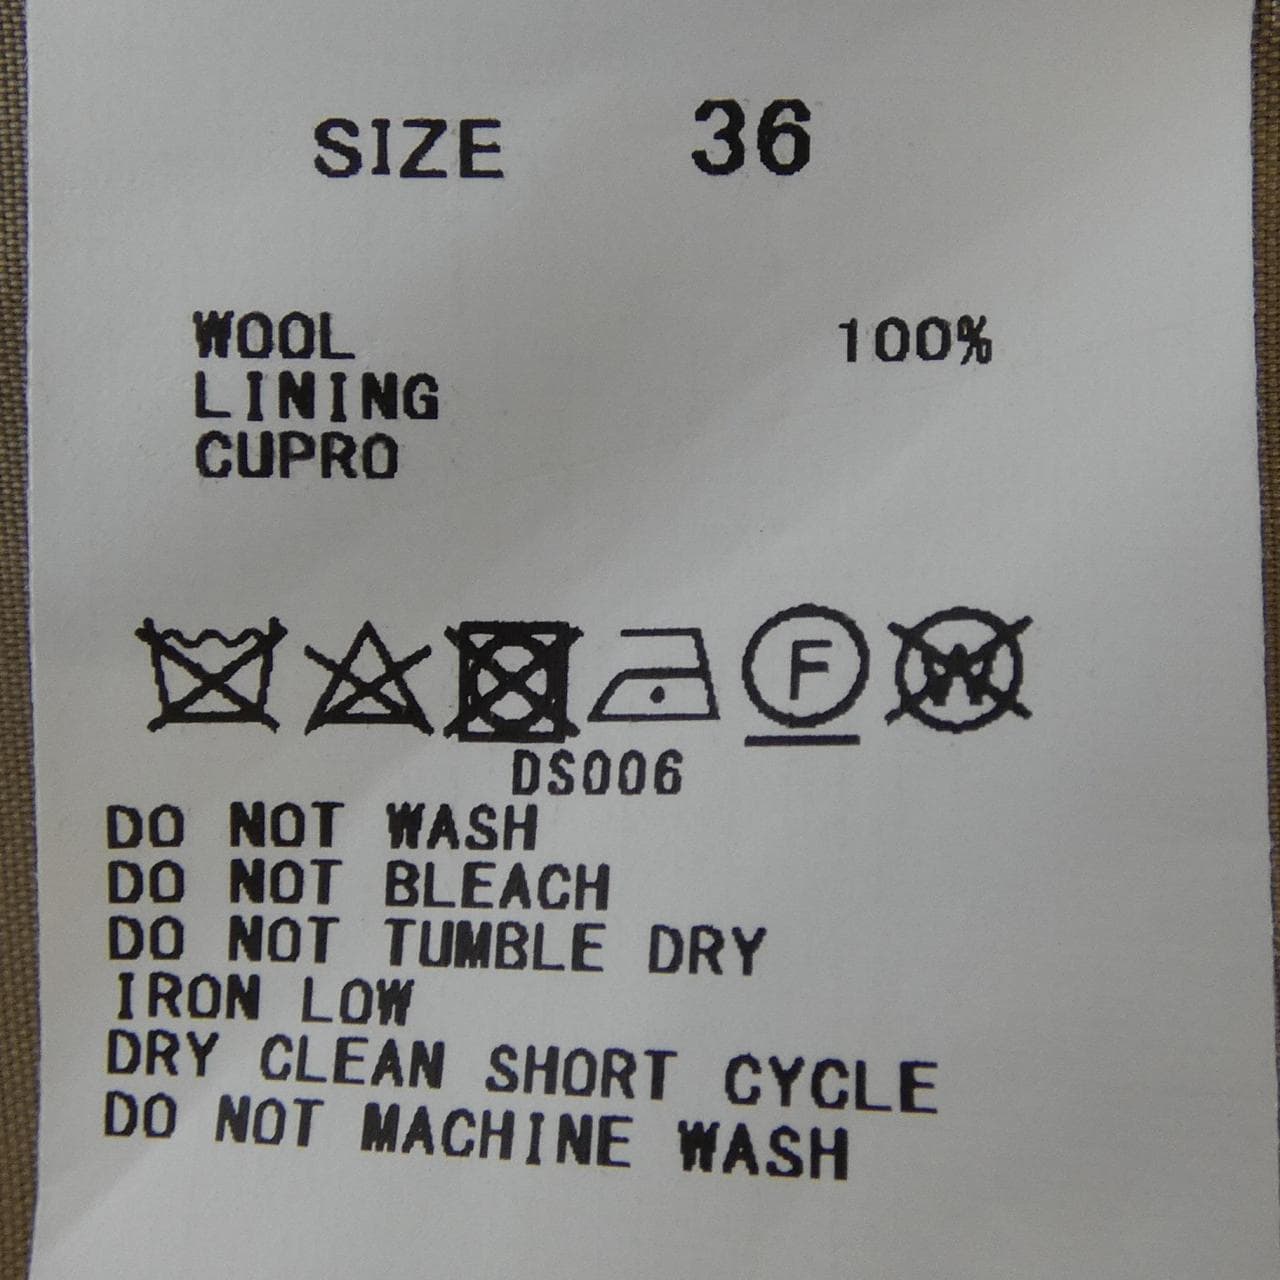 SIZE 36
WOOL 100%
LINING
CUPRO
F W
DS006
DO NOT WASH
DO NOT BLEACH
DO NOT TUMBLE DRY
IRON LOW
DRY CLEAN SHORT CYCLE
DO NOT MACHINE WASH